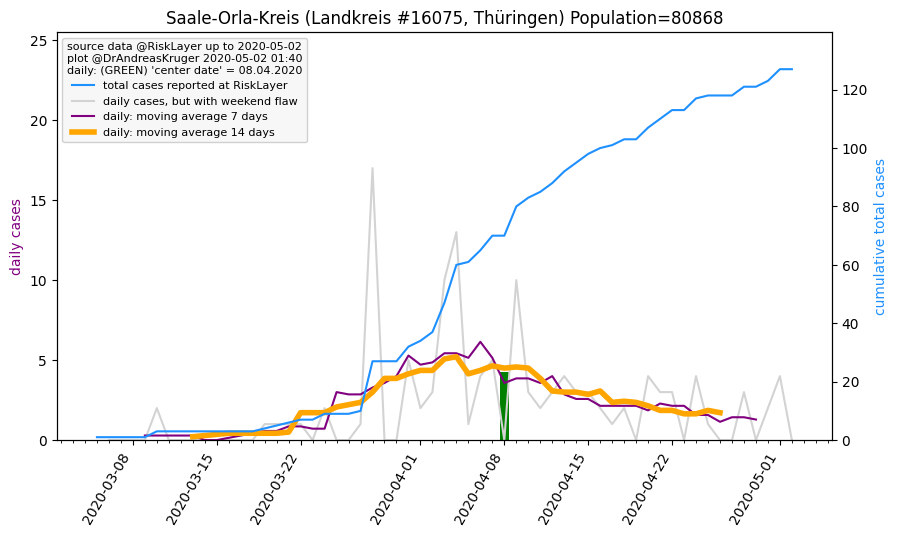 Saale-Orla-Kreis (Landkreis #16075, Thüringen) Population=80868
source data @RiskLayer up to 2020-05-02
plot @DrAndreasKruger 2020-05-02 01:40
daily: (GREEN) 'center date' = 08.04.2020
total cases reported at RiskLayer
daily cases, but with weekend flaw
daily: moving average 7 days
daily: moving average 14 days
daily cases
25
20
15
10
5
0
cumulative total cases
120
100
80
60
40
20
0
2020-03-08
2020-03-15
2020-03-22
2020-04-01
2020-04-08
2020-04-15
2020-04-22
2020-05-01